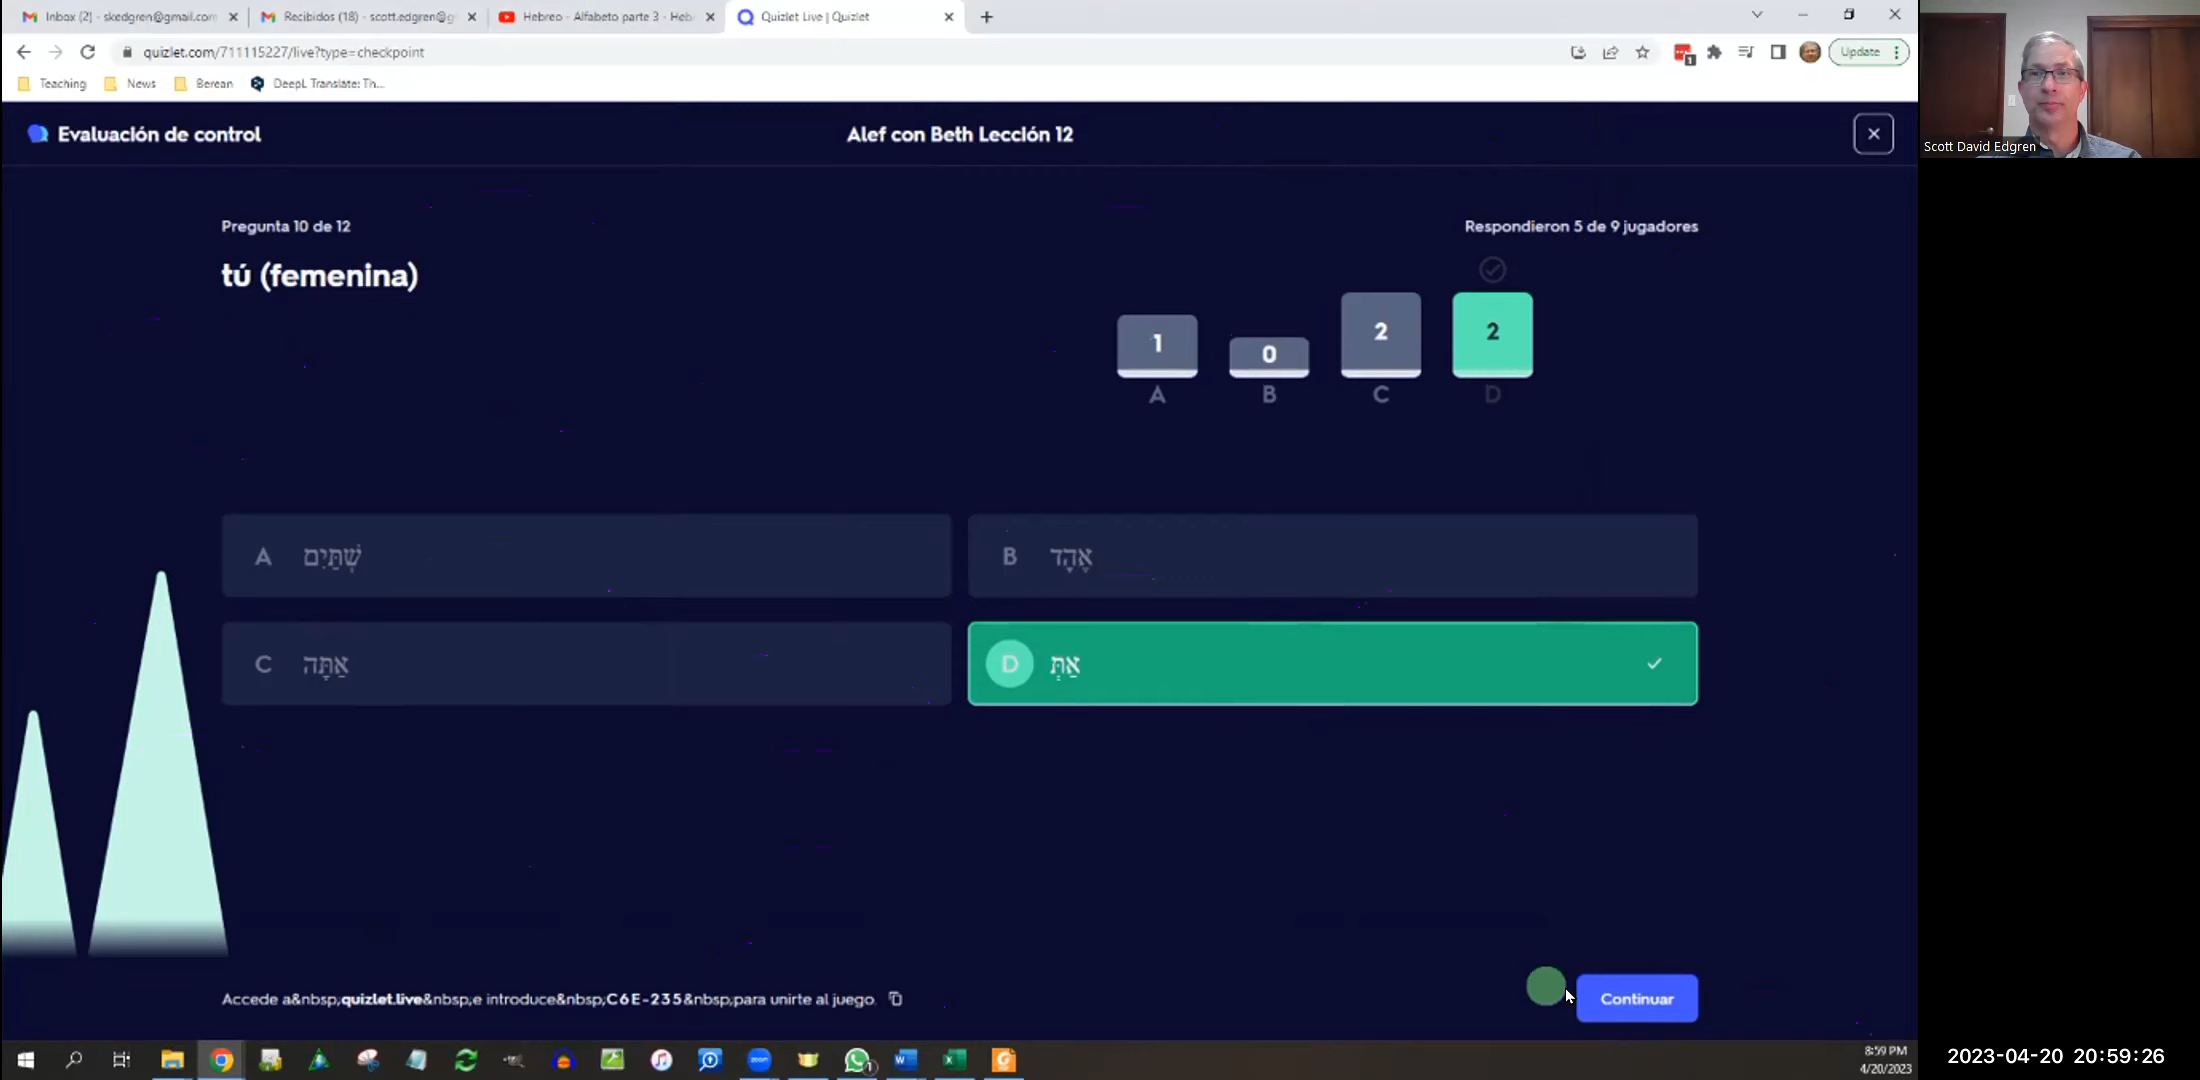 Inbox (2) - skedgren@gmail.com
Recibidos (18) - scott.edgren@g
Hebreo - Alfabeto parte 3 - Heb
Quizlet Live | Quizlet
quizlet.com/711115227/live?type=checkpoint
Update
Teaching
News
Berean
DeepL Translate: Th...
Evaluación de control
Alef con Beth Lección 12
Scott David Edgren
Pregunta 10 de 12
Respondieron 5 de 9 jugadores
tú (femenina)
1
0
2
2
A
B
C
D
A שְׁתַּיִם
B אֶהָד
C אַתָּה
D אַתְּ
Accede a&nbsp;quizlet.live&nbsp;e introduce&nbsp;C6E-235&nbsp;para unirte al juego.
Continuar
8:59 PM
4/20/2023
2023-04-20 20:59:26